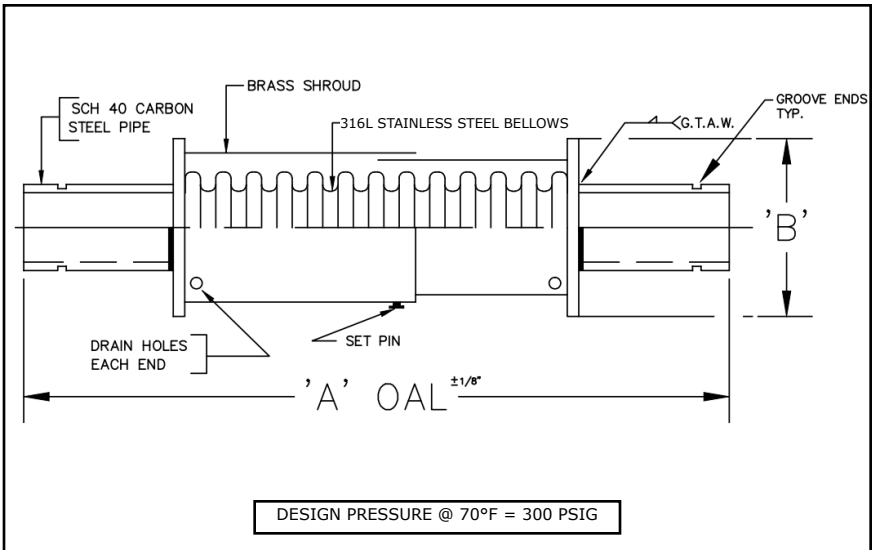 BRASS SHROUD
SCH 40 CARBON
STEEL PIPE
316L STAINLESS STEEL BELLOWS
G.T.A.W.
GROOVE ENDS
TYP.
'B'
DRAIN HOLES
EACH END
SET PIN
'A' OAL ±1/8"
DESIGN PRESSURE @ 70°F = 300 PSIG